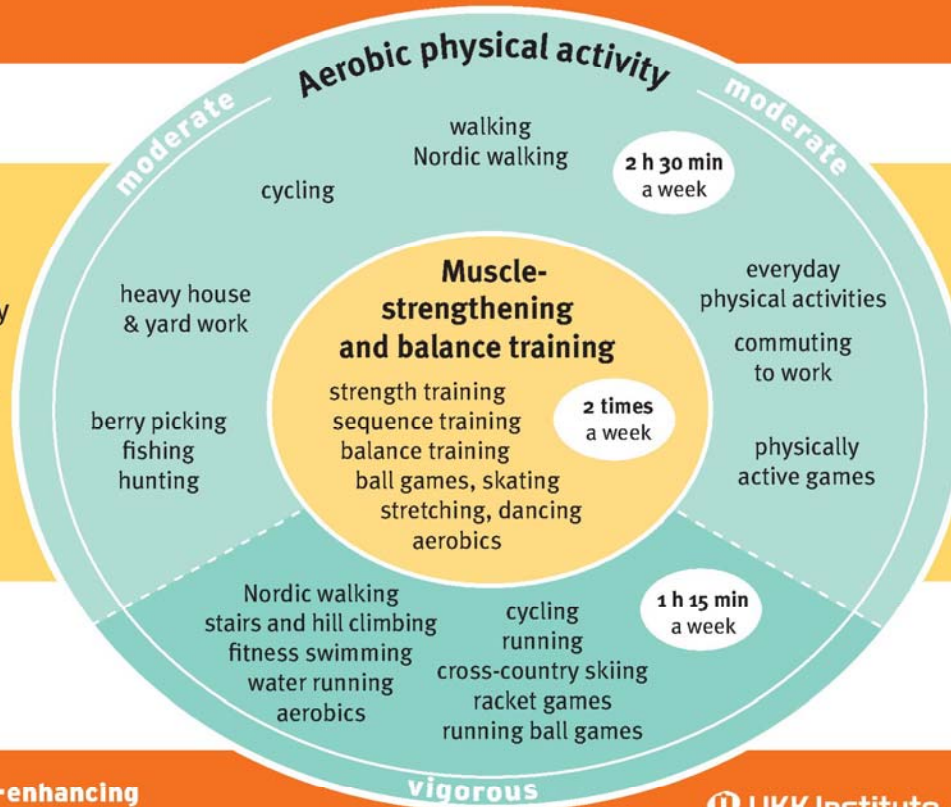 Aerobic physical activity
moderate
moderate
walking
Nordic walking
2 h 30 min
a week
cycling
heavy house
& yard work
berry picking
fishing
hunting
everyday
physical activities
commuting
to work
physically
active games
Muscle-
strengthening
and balance training
strength training
sequence training
balance training
ball games, skating
stretching, dancing
aerobics
2 times
a week
Nordic walking
stairs and hill climbing
fitness swimming
water running
aerobics
cycling
running
cross-country skiing
racket games
running ball games
1 h 15 min
a week
vigorous
-enhancing
UKK Institute